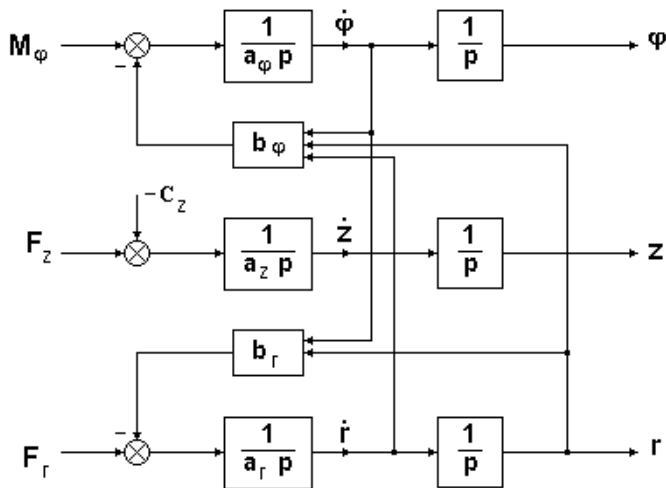 M_φ
−
1
a_φ p
φ̇
1
p
φ
b_φ
−C_z
F_z
1
a_z p
ż
1
p
z
b_r
−
F_r
1
a_r p
ṙ
1
p
r